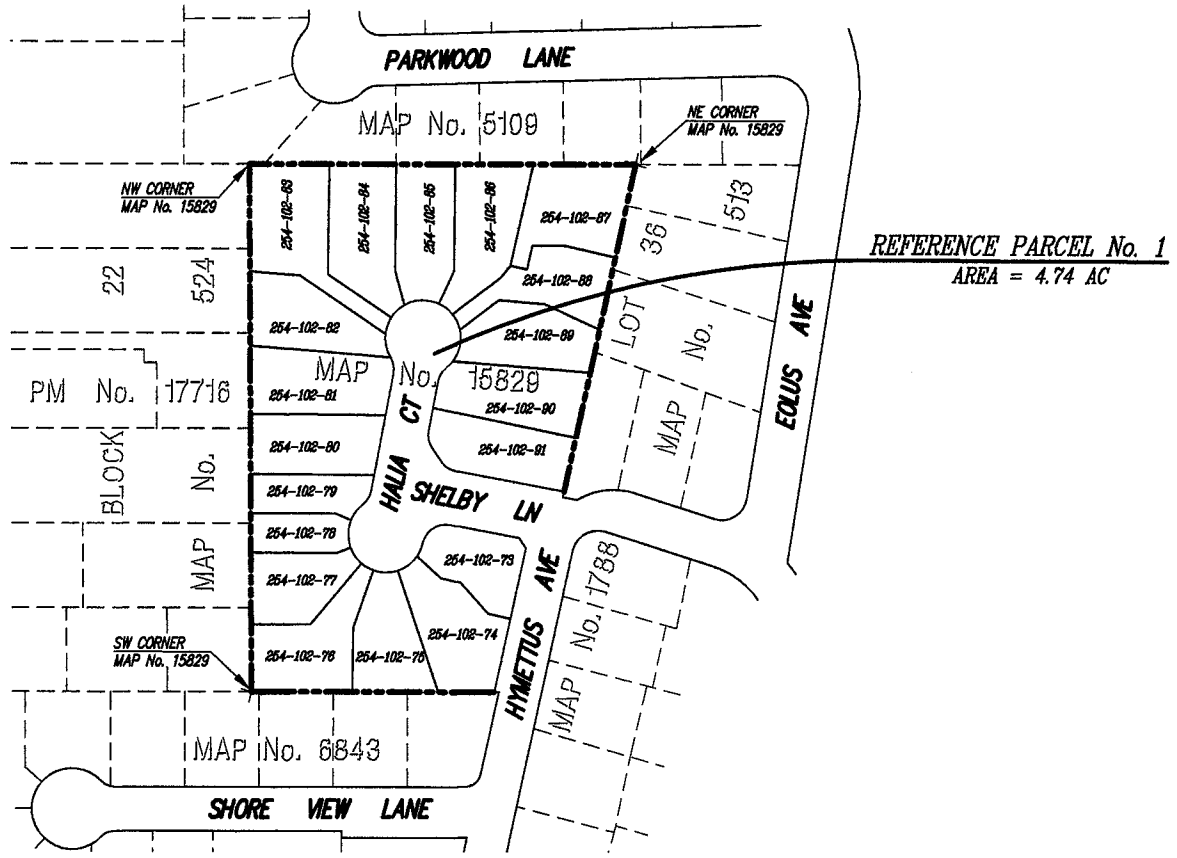 PARKWOOD LANE
MAP No. 5109
NE CORNER
MAP No. 15829
NW CORNER
MAP No. 15829
254-102-83
254-102-84
254-102-85
254-102-86
254-102-87
513
36
LOT
No.
MAP
REFERENCE PARCEL No. 1
AREA = 4.74 AC
22
524
254-102-88
254-102-82
254-102-89
EOLUS AVE
PM No. 17716
MAP No. 15829
254-102-81
254-102-90
HALIA CT
254-102-80
254-102-91
BLOCK
No.
MAP
254-102-79
SHELBY LN
254-102-78
254-102-73
254-102-77
HYMETTUS AVE
MAP No. 1788
SW CORNER
MAP No. 15829
254-102-76
254-102-75
254-102-74
MAP No. 6843
SHORE VIEW LANE